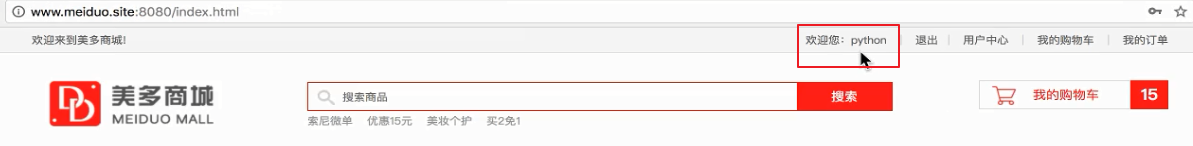 www.meiduo.site:8080/index.html
欢迎来到美多商城!
欢迎您：python | 退出 | 用户中心 | 我的购物车 | 我的订单
美多商城
MEIDUO MALL
搜索商品
搜索
我的购物车
15
索尼微单 优惠15元 美妆个护 买2免1